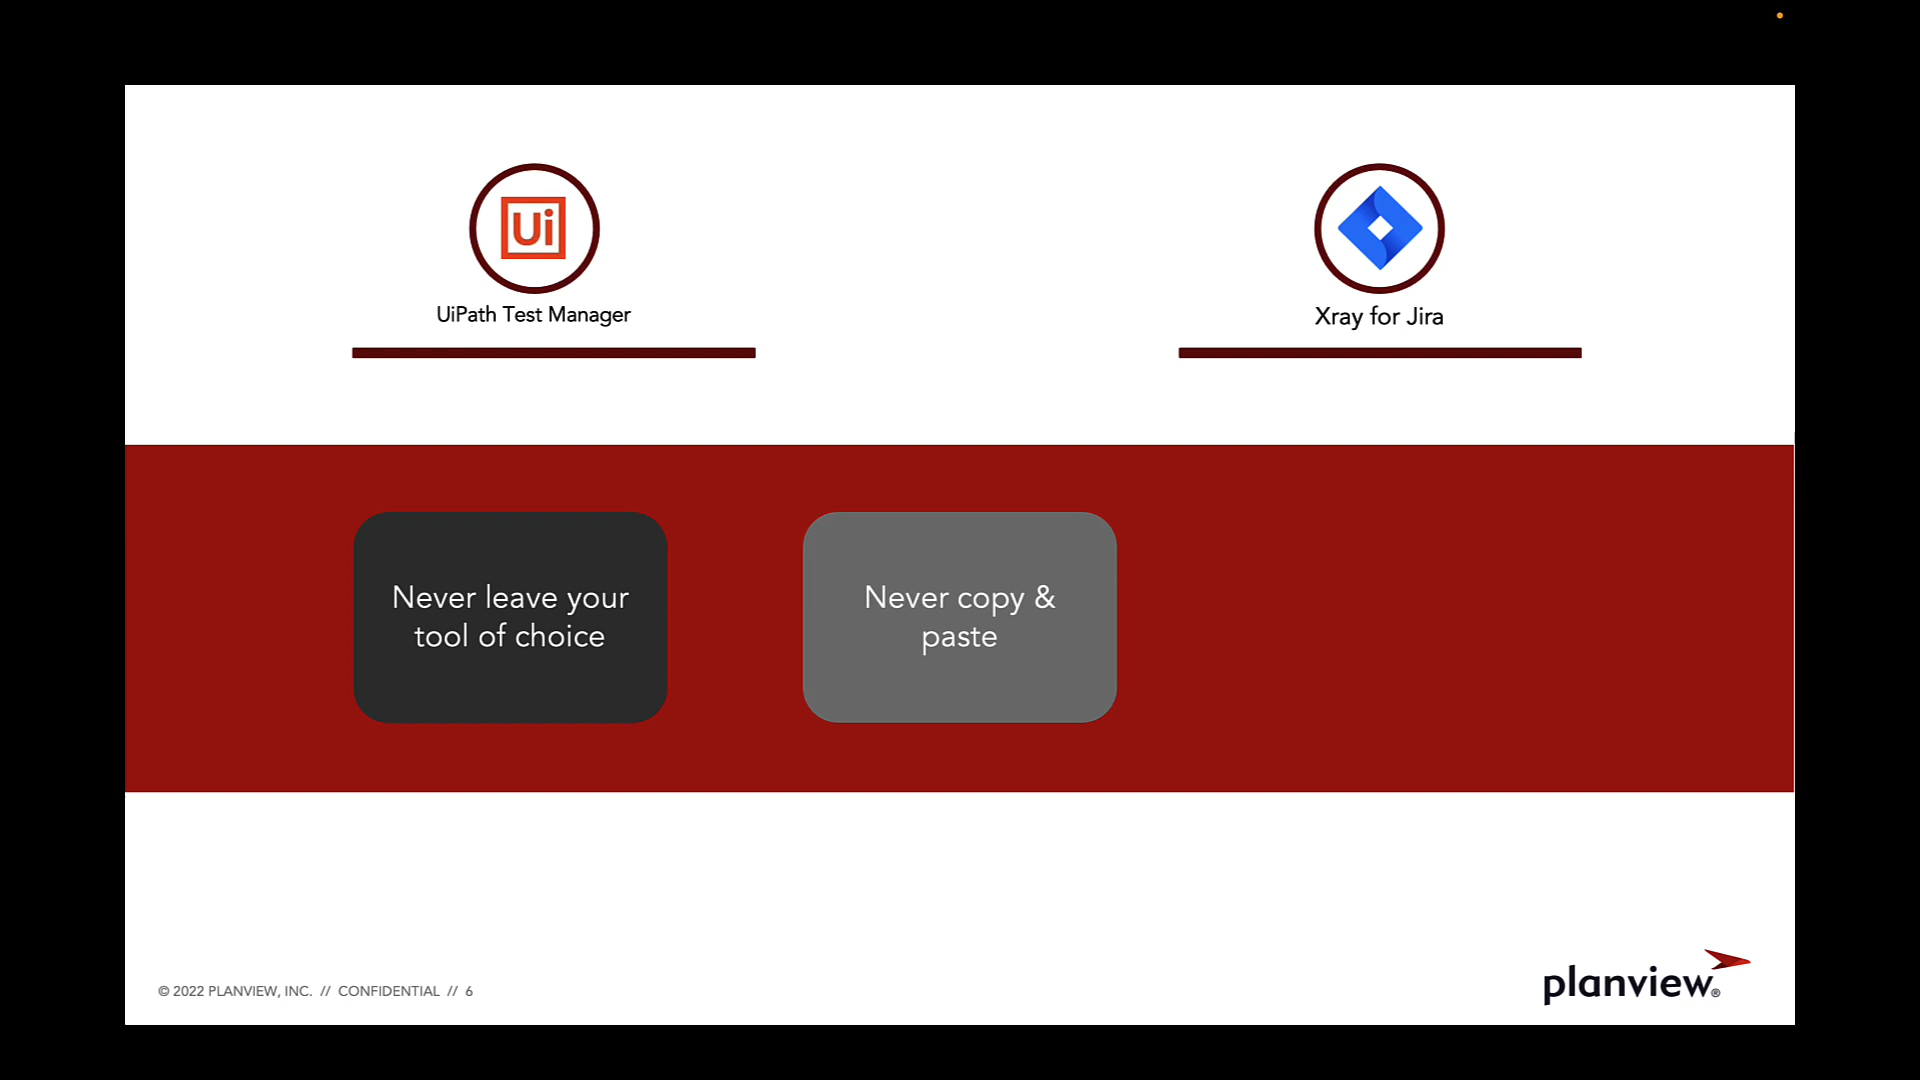 Ui
UiPath Test Manager
Xray for Jira
Never leave your
tool of choice
Never copy &
paste
© 2022 PLANVIEW, INC. // CONFIDENTIAL // 6
planview®